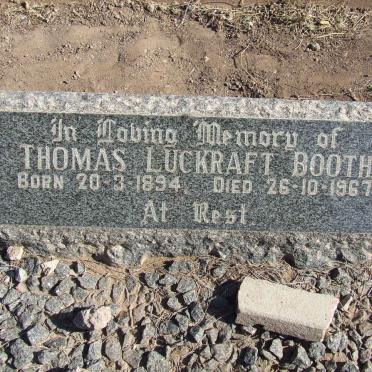 In Loving Memory of
THOMAS LUCKRAFT BOOTH
BORN 20-3-1894. DIED 26-10-1967
At Rest